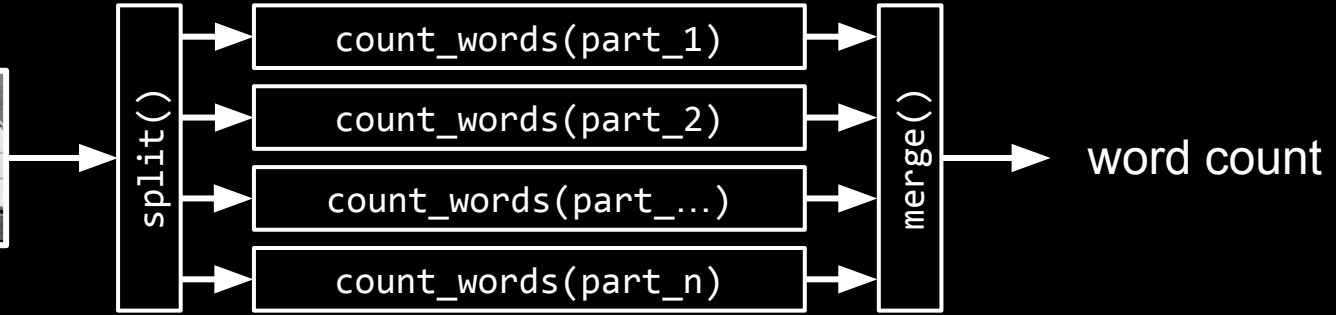 split()
count_words(part_1)
count_words(part_2)
count_words(part_…)
count_words(part_n)
merge()
word count